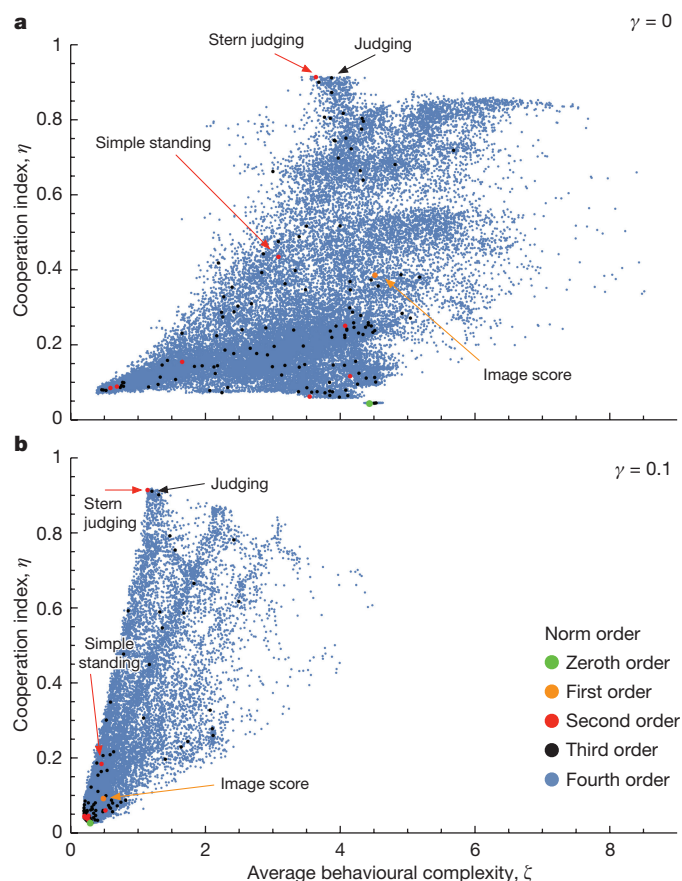 a
γ = 0
Stern judging
Judging
Simple standing
Image score
Cooperation index, η
1
0.8
0.6
0.4
0.2
0
b
γ = 0.1
Judging
Stern
judging
Simple
standing
Image score
Cooperation index, η
1
0.8
0.6
0.4
0.2
0
Norm order
Zeroth order
First order
Second order
Third order
Fourth order
0 2 4 6 8
Average behavioural complexity, ζ